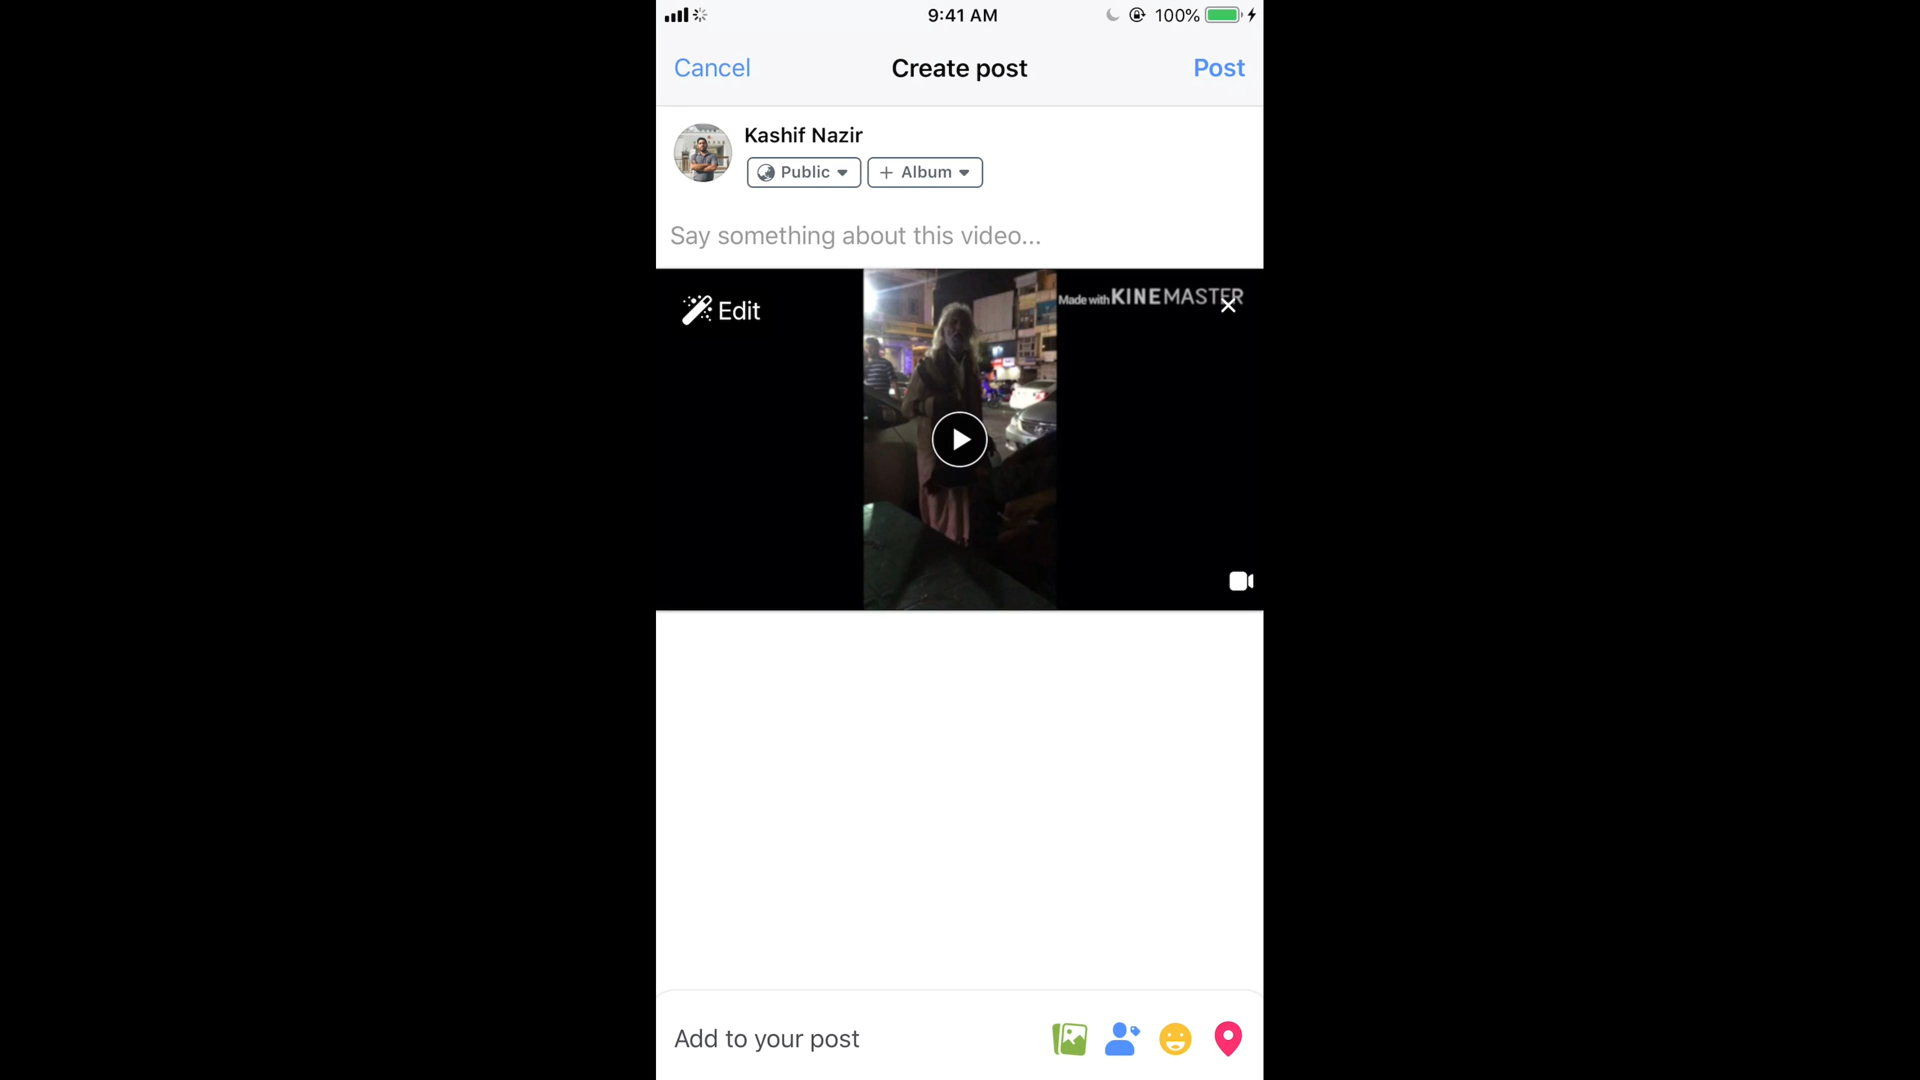 9:41 AM
100%
Cancel
Create post
Post
Kashif Nazir
Public
+ Album
Say something about this video...
Edit
Made with KINEMASTER
Add to your post